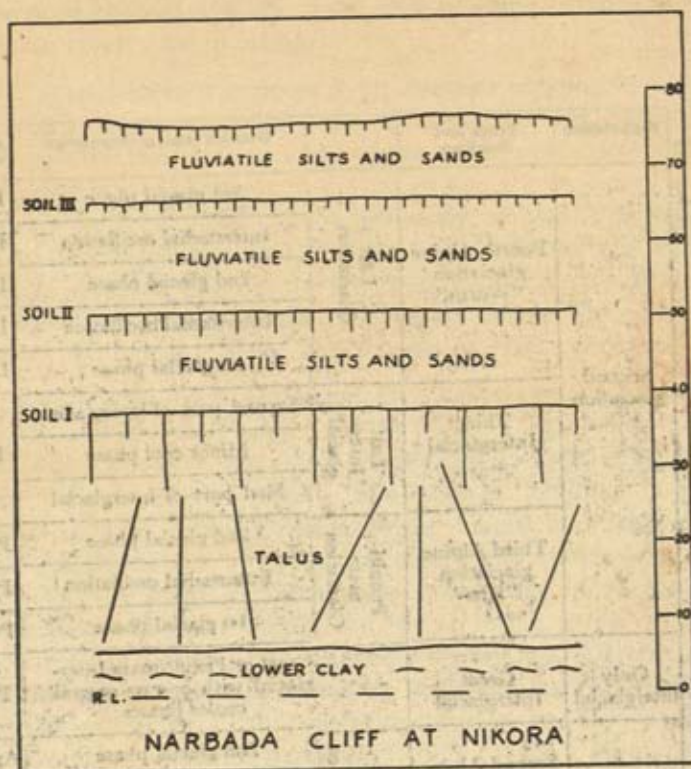 80
FLUVIATILE SILTS AND SANDS
70
SOIL III
60
FLUVIATILE SILTS AND SANDS
SOIL II
50
FLUVIATILE SILTS AND SANDS
40
SOIL I
30
20
TALUS
10
LOWER CLAY
R.L.
0
NARBADA CLIFF AT NIKORA